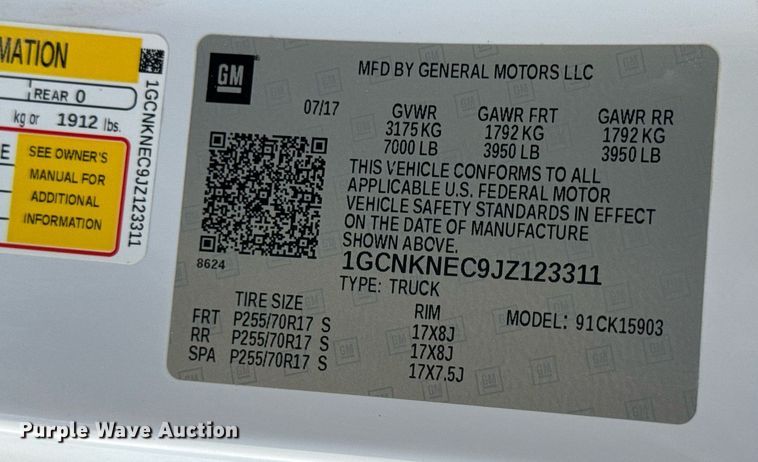 MATION
REAR 0
kg or 1912 lbs.
E
SEE OWNER'S
MANUAL FOR
ADDITIONAL
INFORMATION
1GCNKNEC9JZ123311
GM
MFD BY GENERAL MOTORS LLC
07/17
GVWR GAWR FRT GAWR RR
3175 KG 1792 KG 1792 KG
7000 LB 3950 LB 3950 LB
THIS VEHICLE CONFORMS TO ALL
APPLICABLE U.S. FEDERAL MOTOR
VEHICLE SAFETY STANDARDS IN EFFECT
ON THE DATE OF MANUFACTURE
SHOWN ABOVE.
8624
1GCNKNEC9JZ123311
TYPE: TRUCK
TIRE SIZE RIM MODEL: 91CK15903
FRT P255/70R17 S 17X8J
RR P255/70R17 S 17X8J
SPA P255/70R17 S 17X7.5J
Purple Wave Auction